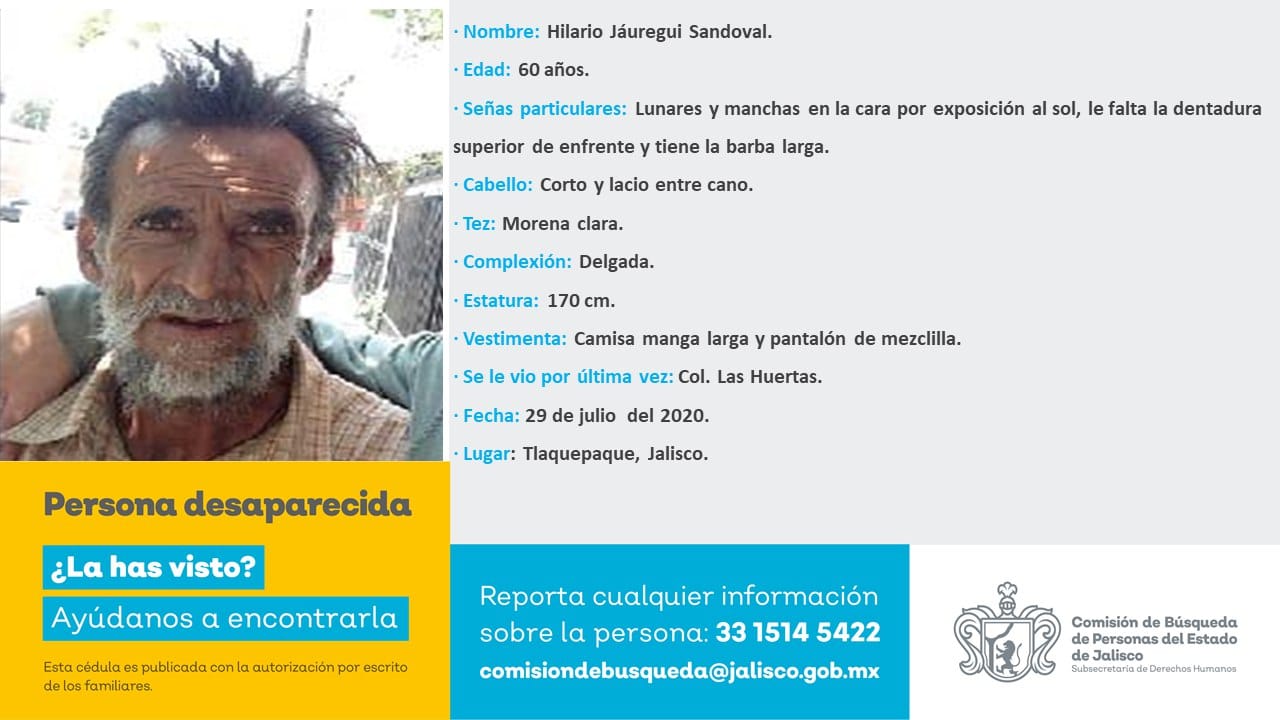 · Nombre: Hilario Jáuregui Sandoval.
· Edad: 60 años.
· Señas particulares: Lunares y manchas en la cara por exposición al sol, le falta la dentadura
superior de enfrente y tiene la barba larga.
· Cabello: Corto y lacio entre cano.
· Tez: Morena clara.
· Complexión: Delgada.
· Estatura: 170 cm.
· Vestimenta: Camisa manga larga y pantalón de mezclilla.
· Se le vio por última vez: Col. Las Huertas.
· Fecha: 29 de julio del 2020.
· Lugar: Tlaquepaque, Jalisco.
Persona desaparecida
¿La has visto?
Ayúdanos a encontrarla
Esta cédula es publicada con la autorización por escrito
de los familiares.
Reporta cualquier información
sobre la persona: 33 1514 5422
comisiondebusqueda@jalisco.gob.mx
Comisión de Búsqueda
de Personas del Estado
de Jalisco
Subsecretaría de Derechos Humanos